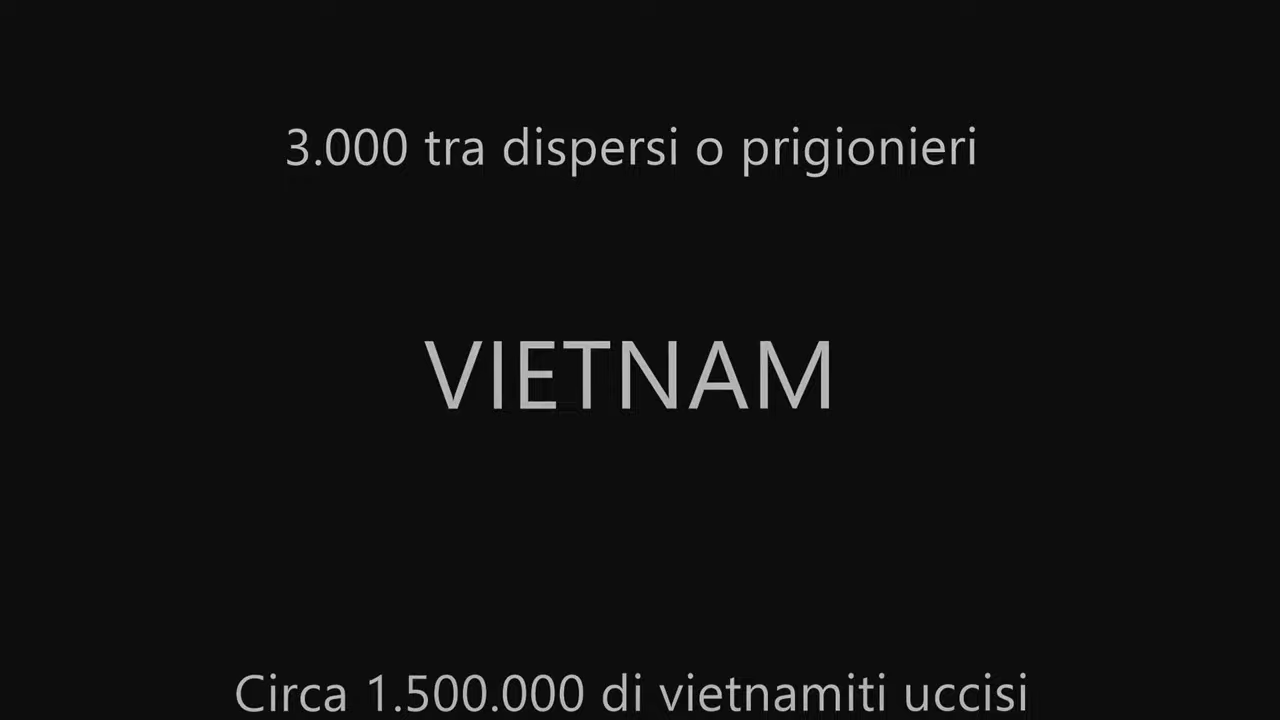 3.000 tra dispersi o prigionieri
VIETNAM
Circa 1.500.000 di vietnamiti uccisi